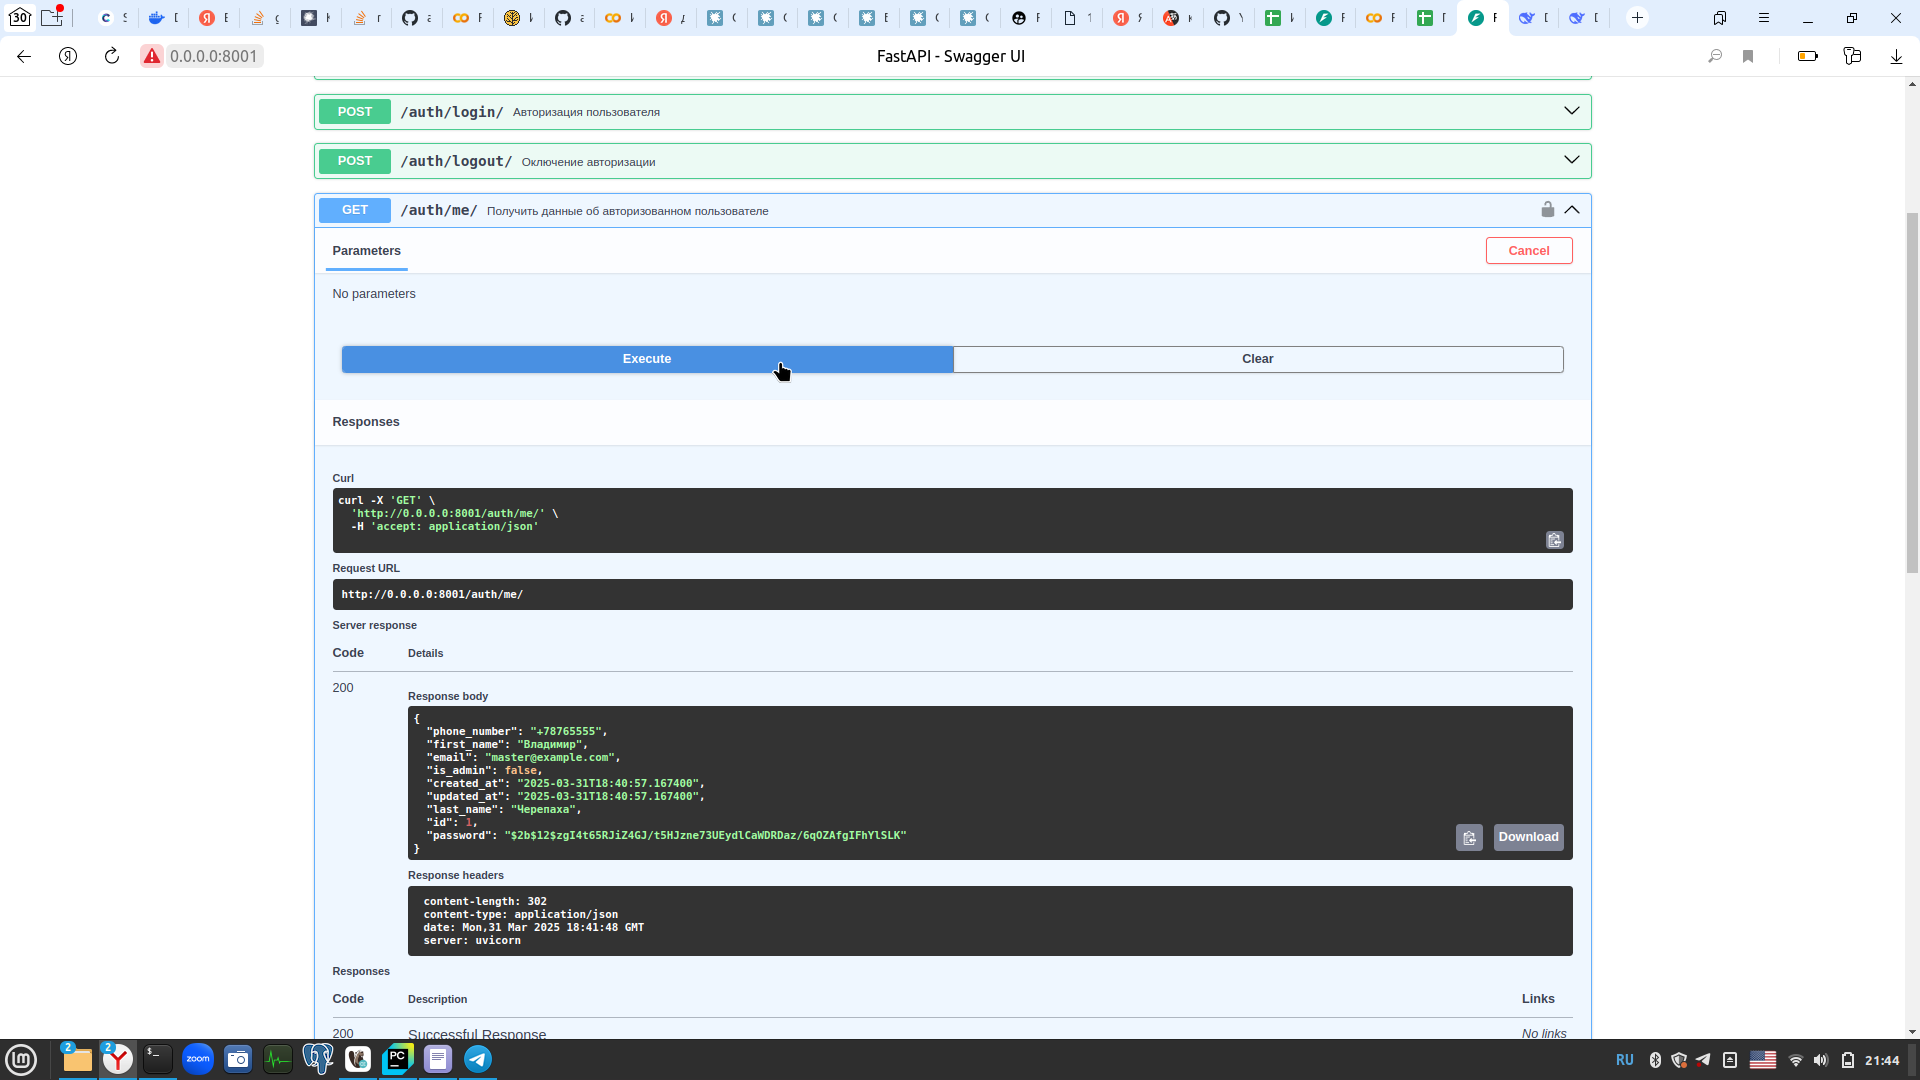 30
0.0.0.0:8001
FastAPI - Swagger UI
POST /auth/login/ Авторизация пользователя
POST /auth/logout/ Оключение авторизации
GET /auth/me/ Получить данные об авторизованном пользователе
Parameters
Cancel
No parameters
Execute
Clear
Responses
Curl
curl -X 'GET' \
'http://0.0.0.0:8001/auth/me/' \
-H 'accept: application/json'
Request URL
http://0.0.0.0:8001/auth/me/
Server response
Code Details
200
Response body
{
"phone_number": "+78765555",
"first_name": "Владимир",
"email": "master@example.com",
"is_admin": false,
"created_at": "2025-03-31T18:40:57.167400",
"updated_at": "2025-03-31T18:40:57.167400",
"last_name": "Черепаха",
"id": 1,
"password": "$2b$12$zgI4t65RJiZ4GJ/t5HJzne73UEydlCaWDRDaz/6qOZAfgIFhYlSLK"
}
Download
Response headers
content-length: 302
content-type: application/json
date: Mon,31 Mar 2025 18:41:48 GMT
server: uvicorn
Responses
Code Description Links
200 Successful Response No links
2
2
zoom
PC
RU
21:44